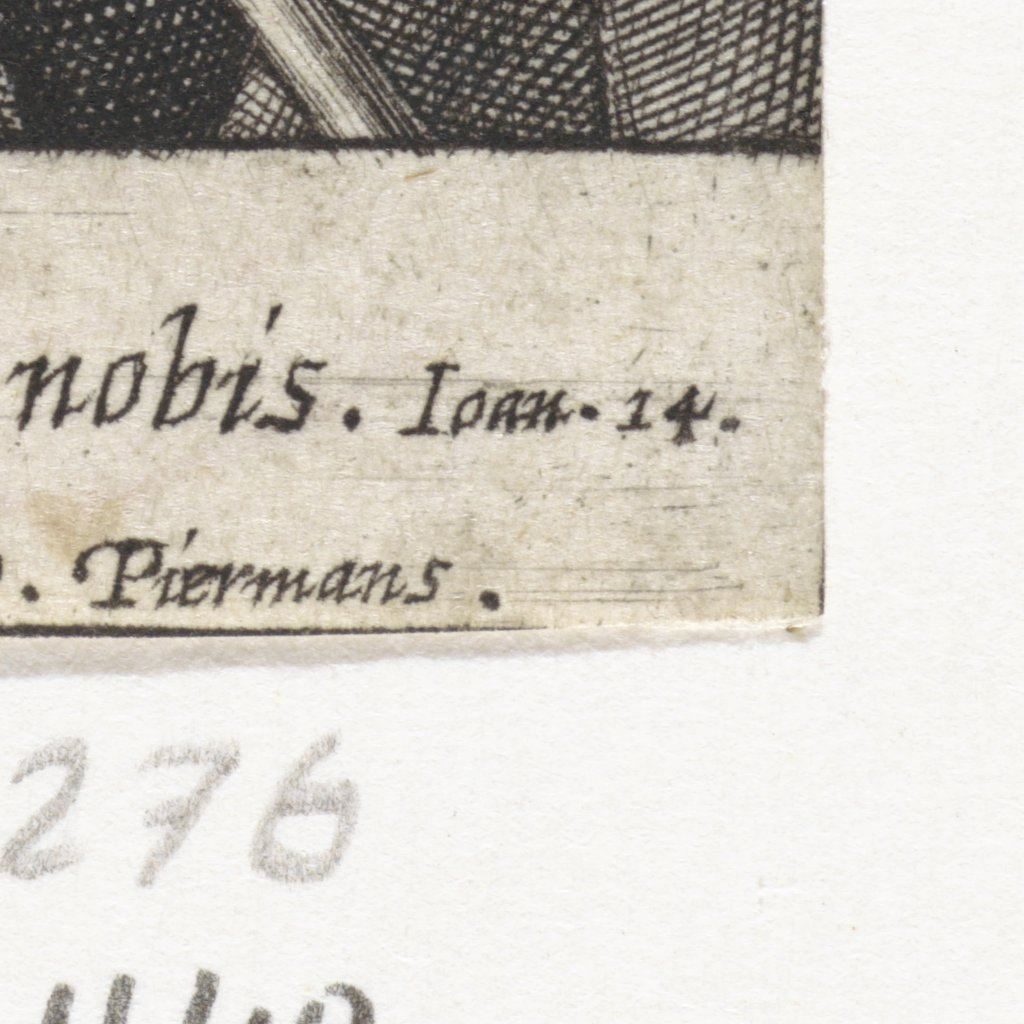 nobis. Ioan. 14.
. Piermans .
276